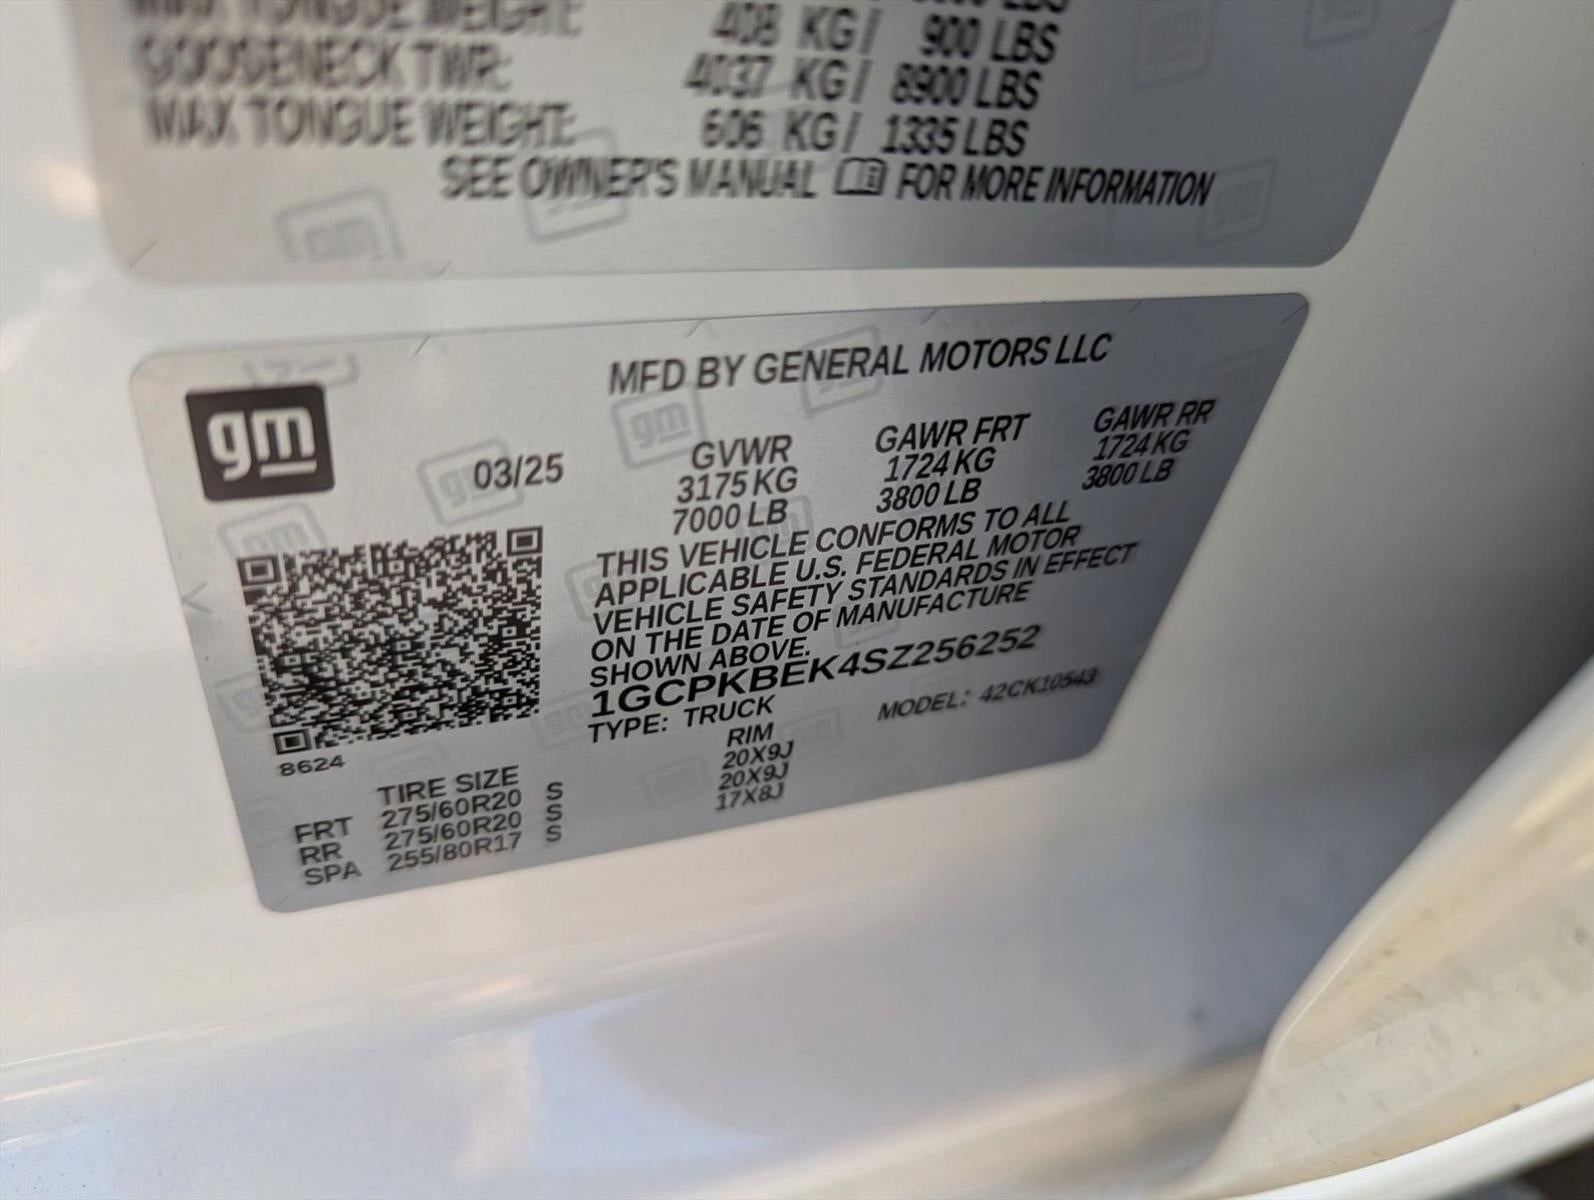 MAX TONGUE WEIGHT: 408 KG/ 900 LBS
GOOSENECK TWR: 4037 KG/ 8900 LBS
MAX TONGUE WEIGHT: 606 KG/ 1335 LBS
SEE OWNER'S MANUAL FOR MORE INFORMATION
gm
MFD BY GENERAL MOTORS LLC
03/25
GVWR GAWR FRT GAWR RR
3175 KG 1724 KG 1724 KG
7000 LB 3800 LB 3800 LB
THIS VEHICLE CONFORMS TO ALL
APPLICABLE U.S. FEDERAL MOTOR
VEHICLE SAFETY STANDARDS IN EFFECT
ON THE DATE OF MANUFACTURE
SHOWN ABOVE.
1GCPKBEK4SZ256252
TYPE: TRUCK MODEL: 42CK10543
8624
TIRE SIZE RIM
FRT 275/60R20 S 20X9J
RR 275/60R20 S 20X9J
SPA 255/80R17 S 17X8J